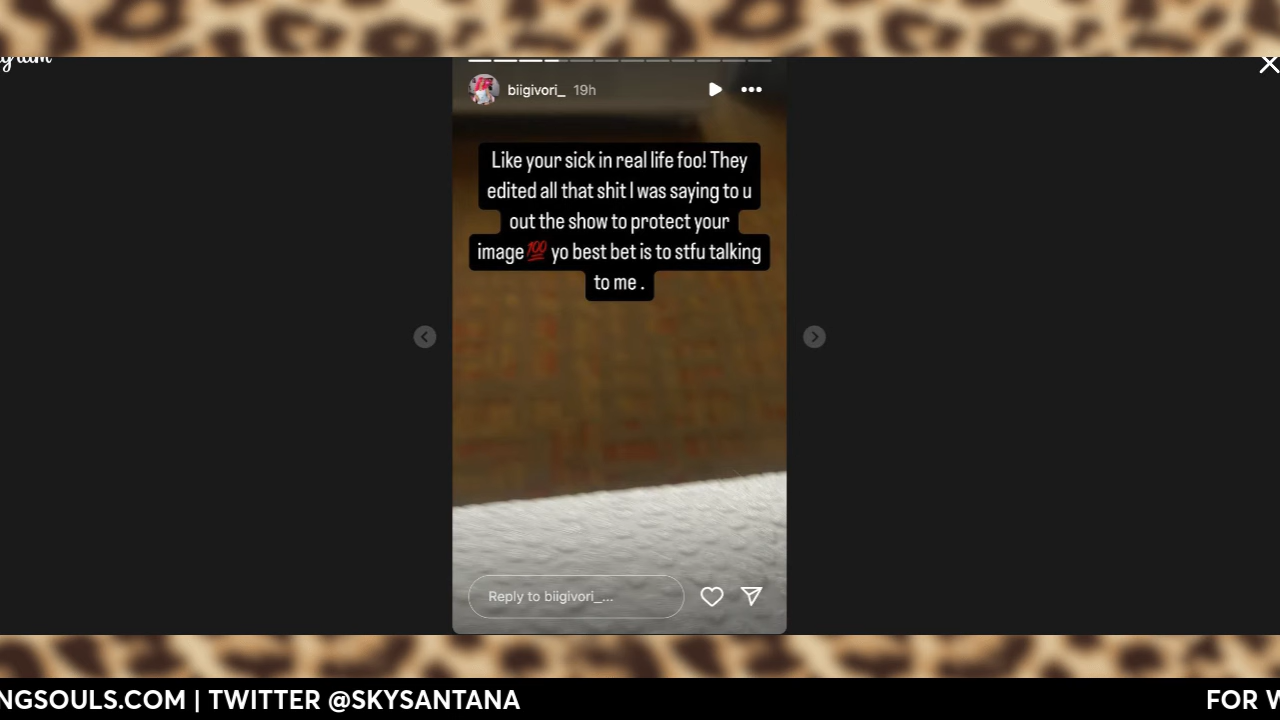 biigivori_ 19h
Like your sick in real life foo! They
edited all that shit I was saying to u
out the show to protect your
image💯 yo best bet is to stfu talking
to me .
Reply to biigivori_...
NGSOULS.COM | TWITTER @SKYSANTANA
FOR W